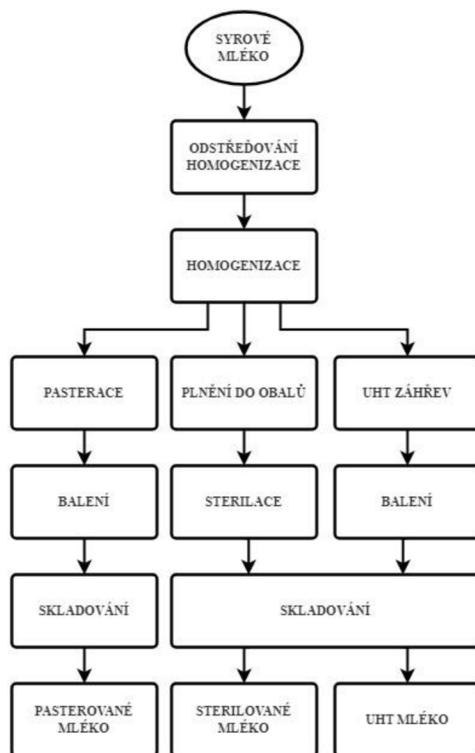 SYROVÉ
MLÉKO
ODSTŘEĎOVÁNÍ
HOMOGENIZACE
HOMOGENIZACE
PASTERACE
PLNĚNÍ DO OBALŮ
UHT ZÁHŘEV
BALENÍ
STERILACE
BALENÍ
SKLADOVÁNÍ
SKLADOVÁNÍ
PASTEROVANÉ
MLÉKO
STERILOVANÉ
MLÉKO
UHT MLÉKO